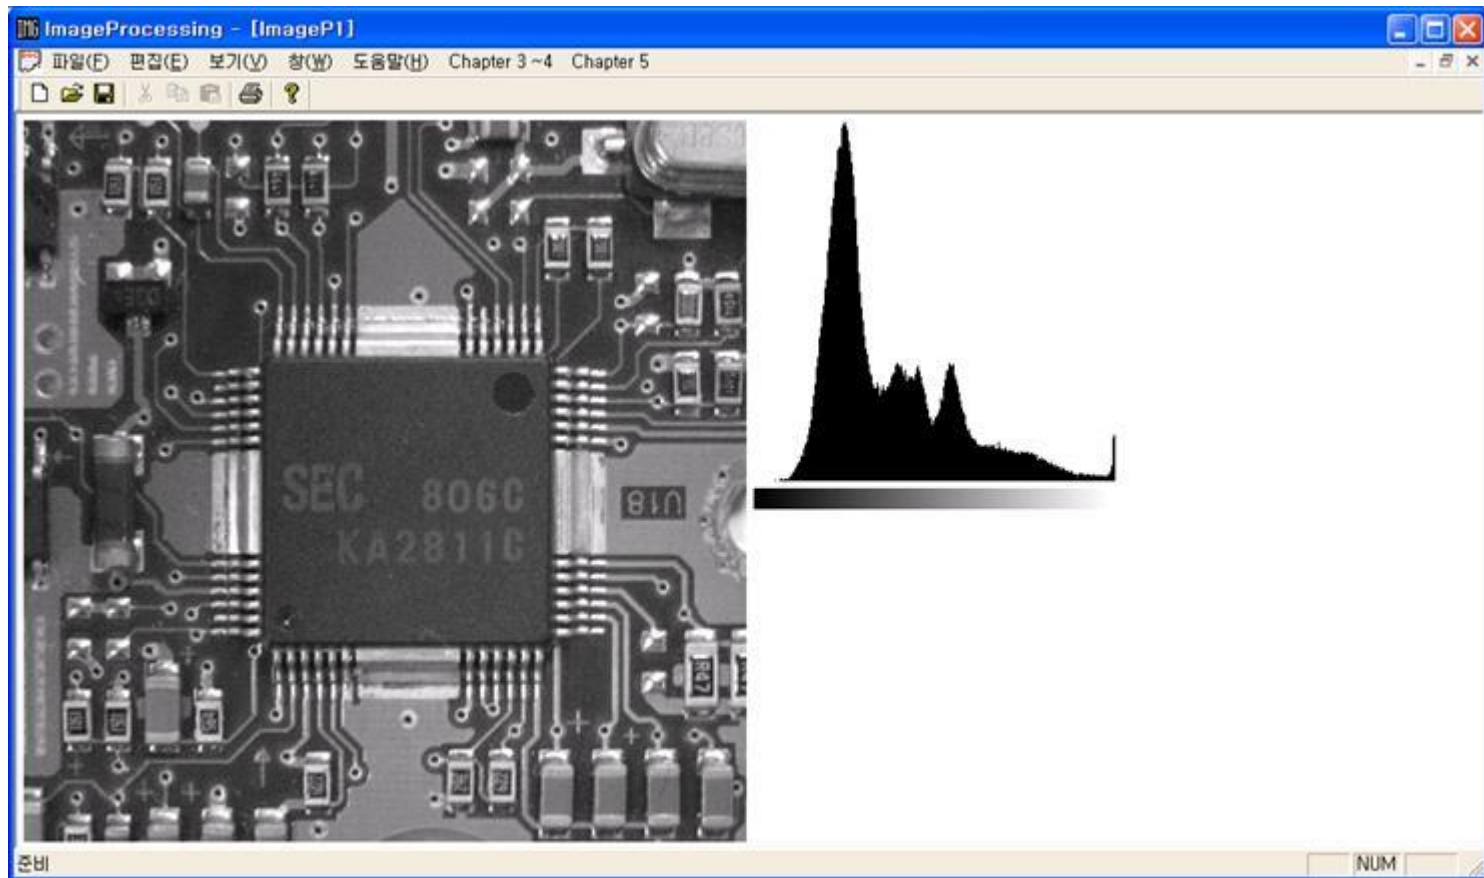 ImageProcessing - [ImageP1]
파일(F) 편집(E) 보기(V) 창(W) 도움말(H) Chapter 3 ~4 Chapter 5
SEC 806C
KA2811C
U18
R47
준비
NUM